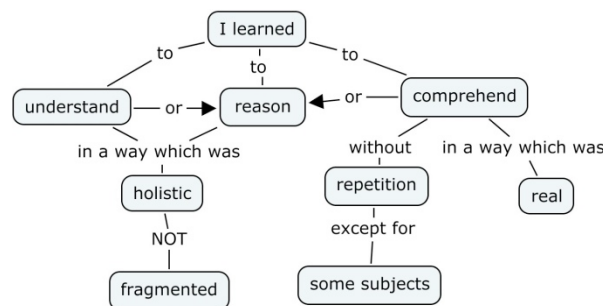 I learned
to to to
understand or reason or comprehend
in a way which was without in a way which was
holistic repetition real
NOT except for
fragmented some subjects